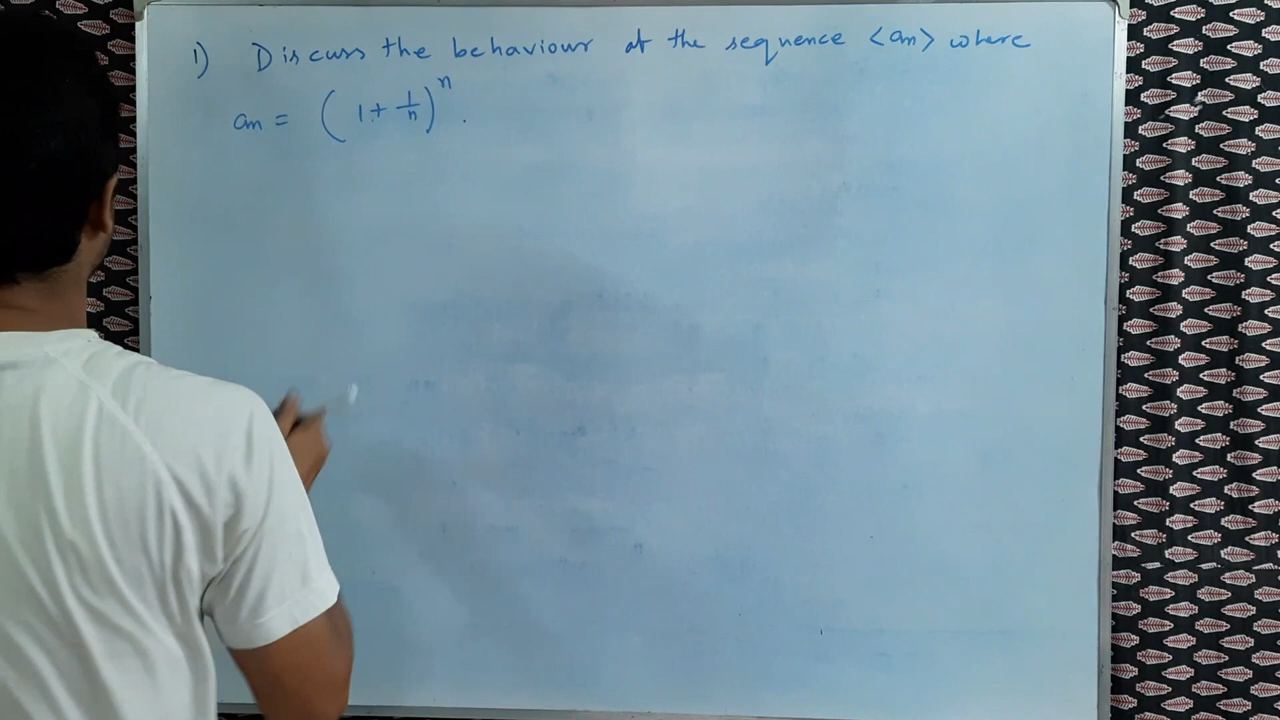 1) Discuss the behaviour of the sequence <an> where
an = (1 + 1/n)^n